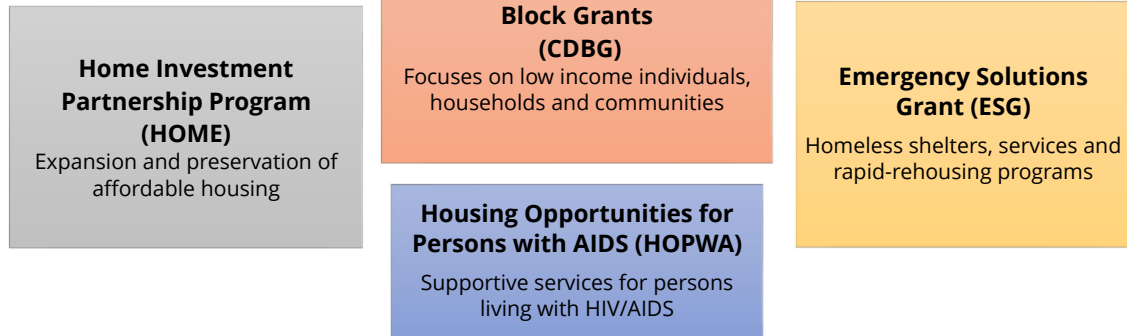 Home Investment
Partnership Program
(HOME)
Expansion and preservation of
affordable housing
Block Grants
(CDBG)
Focuses on low income individuals,
households and communities
Housing Opportunities for
Persons with AIDS (HOPWA)
Supportive services for persons
living with HIV/AIDS
Emergency Solutions
Grant (ESG)
Homeless shelters, services and
rapid-rehousing programs